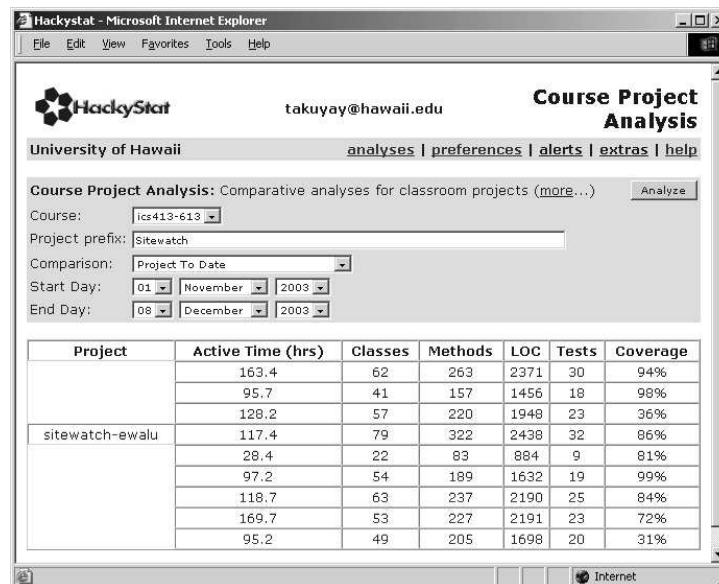 Hackystat - Microsoft Internet Explorer
File Edit View Favorites Tools Help
HackyStat takuyay@hawaii.edu Course Project
Analysis
University of Hawaii analyses | preferences | alerts | extras | help
Course Project Analysis: Comparative analyses for classroom projects (more...) Analyze
Course: ics413-613
Project prefix: Sitewatch
Comparison: Project To Date
Start Day: 01 November 2003
End Day: 08 December 2003
Project Active Time (hrs) Classes Methods LOC Tests Coverage
163.4 62 263 2371 30 94%
95.7 41 157 1456 18 98%
128.2 57 220 1948 23 36%
sitewatch-ewalu 117.4 79 322 2438 32 86%
28.4 22 83 884 9 81%
97.2 54 189 1632 19 99%
118.7 63 237 2190 25 84%
169.7 53 227 2191 23 72%
95.2 49 205 1698 20 31%
Internet